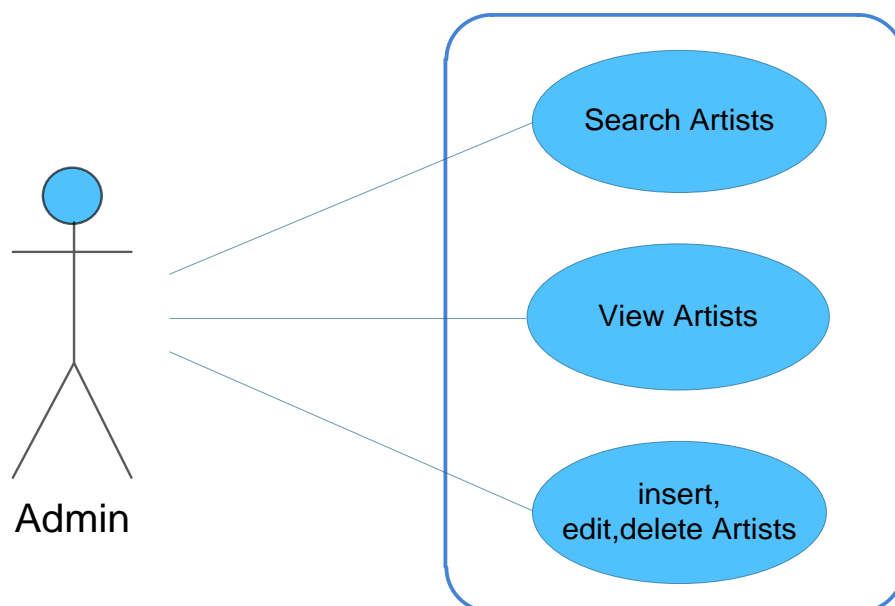 Search Artists
View Artists
insert,
edit,delete Artists
Admin